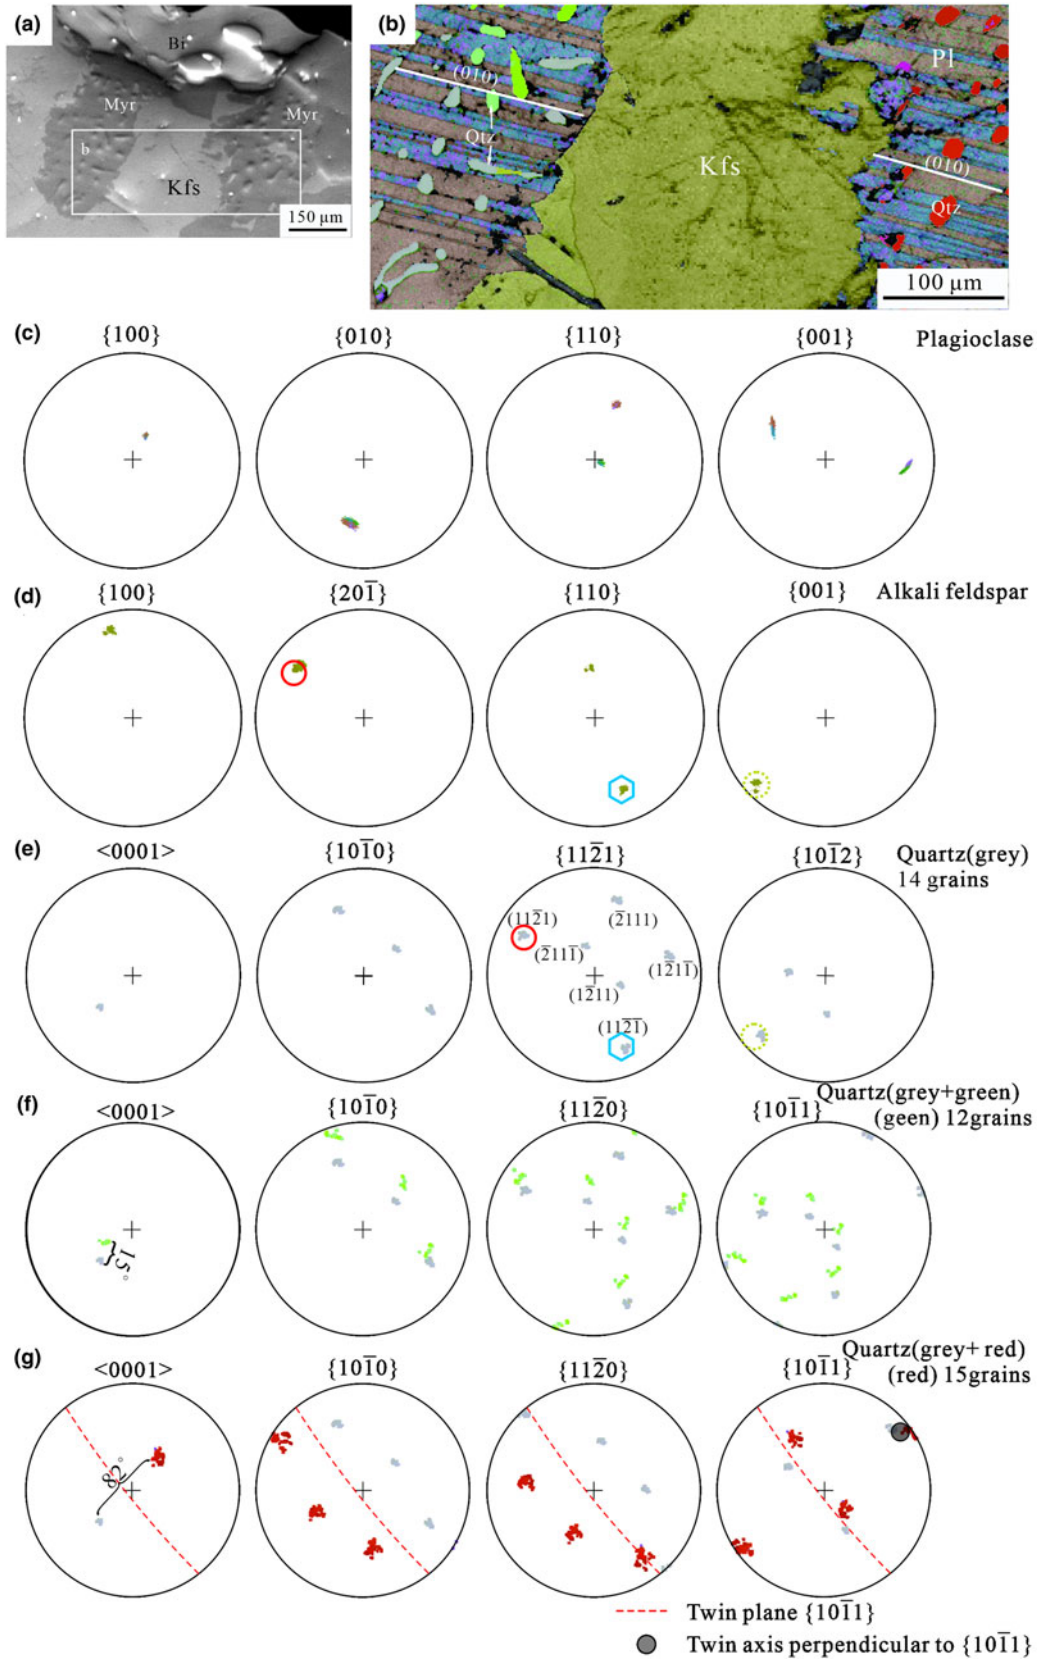 (a)
Bi
Myr
Myr
b
Kfs
150 μm
(b)
(010)
Pl
Qtz
Kfs
(010)
Qtz
100 μm
(c)
{100}
{010}
{110}
{001}
Plagioclase
(d)
{100}
{201̅}
{110}
{001}
Alkali feldspar
(e)
<0001>
{101̅0}
{112̅1}
{101̅2}
Quartz(grey)
14 grains
(112̅1)
(2̅111)
(2̅111̅)
(12̅11̅)
(12̅11)
(112̅1̅)
(f)
<0001>
{101̅0}
{112̅0}
{101̅1}
Quartz(grey+green)
(geen) 12grains
15°
(g)
<0001>
{101̅0}
{112̅0}
{101̅1}
Quartz(grey+ red)
(red) 15grains
82°
Twin plane {101̅1}
Twin axis perpendicular to {101̅1}